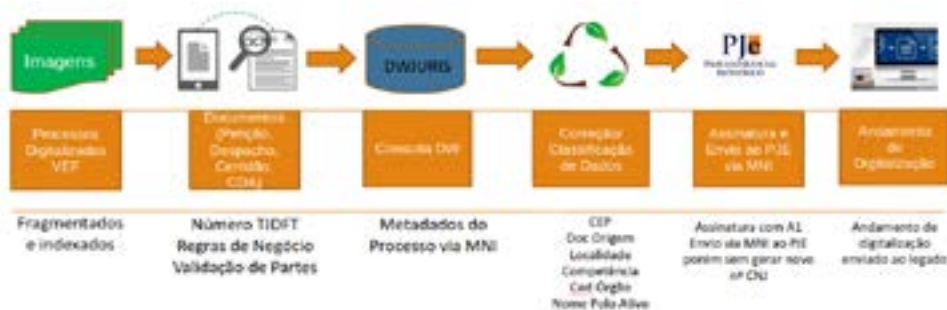 Imagens
OCR
DWJURIS
PJe
Processos
Digitalizados
VEF
Documentos
(Petição,
Despacho,
Certidão,
Consulta DW
Correção/
Classificação
de Dados
Assinatura e
Envio ao PJE
via MNI
Andamento
de
Digitalização
Fragmentados
e indexados
Número TJDFT
Regras de Negócio
Validação de Partes
Metadados do
Processo via MNI
CEP
Doc Origem
Localidade
Competência
Cod Órgão
Nome Polo Ativo
Assinatura com A1
Envio via MNI ao PJE
porém sem gerar novo
nº CNJ
Andamento de
digitalização
enviado ao legado